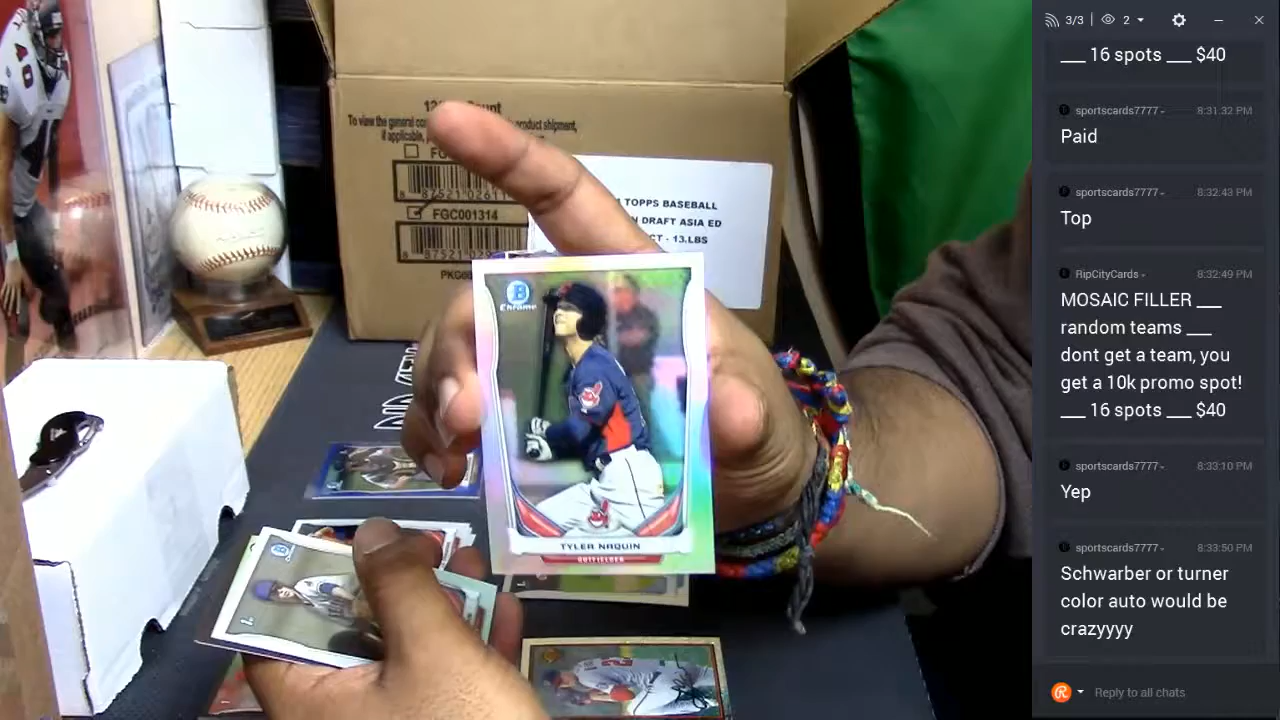 To view the general
product shipment,
if applicable,
FGC001314
TOPPS BASEBALL
N DRAFT ASIA ED
CT - 13.LBS
Chrome
TYLER NAQUIN
OUTFIELDER
3/3
2
___ 16 spots ___ $40
sportscards7777
8:31:32 PM
Paid
sportscards7777
8:32:43 PM
Top
RipCityCards
8:32:49 PM
MOSAIC FILLER ___
random teams ___
dont get a team, you
get a 10k promo spot!
___ 16 spots ___ $40
sportscards7777
8:33:10 PM
Yep
sportscards7777
8:33:50 PM
Schwarber or turner
color auto would be
crazyyyy
Reply to all chats